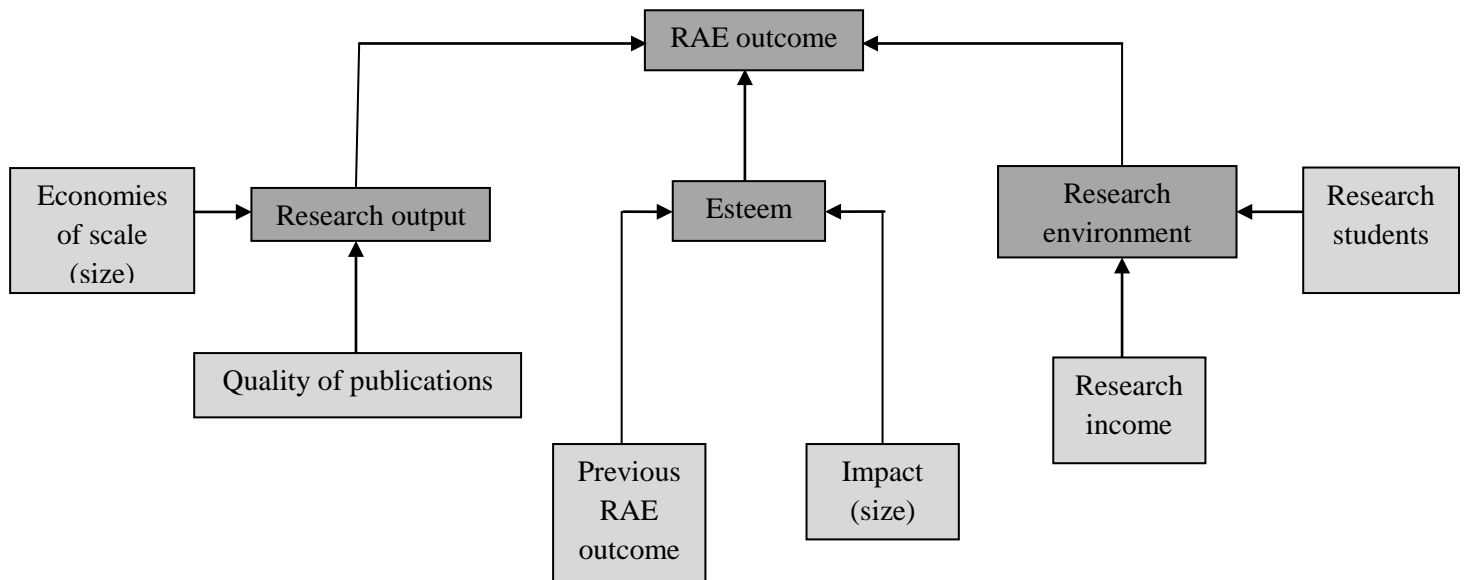 RAE outcome
Economies
of scale
(size)
Research output
Esteem
Research
environment
Research
students
Quality of publications
Research
income
Previous
RAE
outcome
Impact
(size)